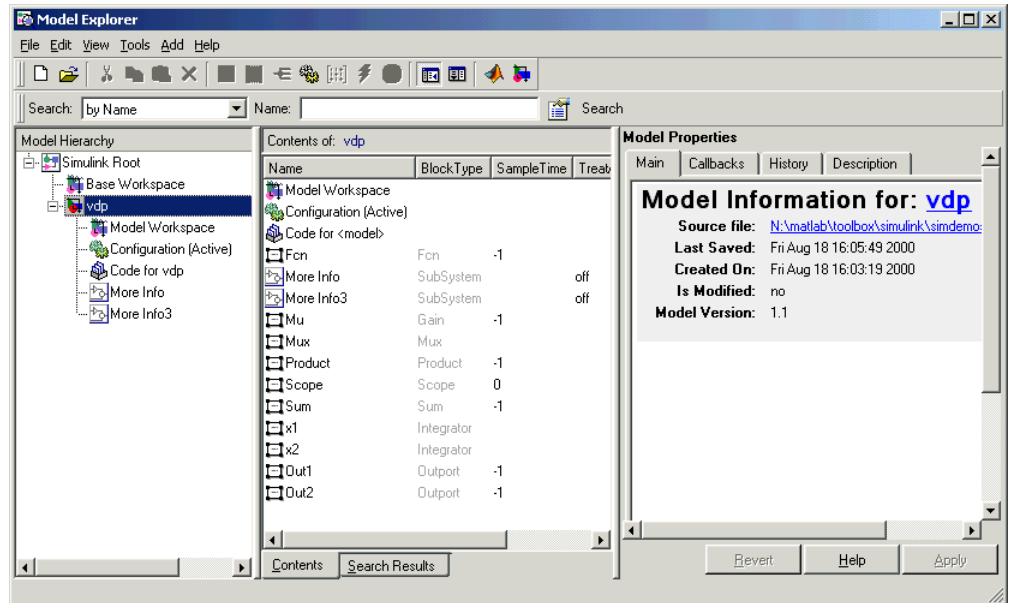 Model Explorer
File Edit View Tools Add Help
Search: by Name Name: Search
Model Hierarchy
Simulink Root
Base Workspace
vdp
Model Workspace
Configuration (Active)
Code for vdp
More Info
More Info3
Contents of: vdp
Name BlockType SampleTime Treat
Model Workspace
Configuration (Active)
Code for <model>
Fcn Fcn -1
More Info SubSystem off
More Info3 SubSystem off
Mu Gain -1
Mux Mux
Product Product -1
Scope Scope 0
Sum Sum -1
x1 Integrator
x2 Integrator
Out1 Outport -1
Out2 Outport -1
Contents Search Results
Model Properties
Main Callbacks History Description
Model Information for: vdp
Source file: N:\matlab\toolbox\simulink\simdemo
Last Saved: Fri Aug 18 16:05:49 2000
Created On: Fri Aug 18 16:03:19 2000
Is Modified: no
Model Version: 1.1
Revert Help Apply